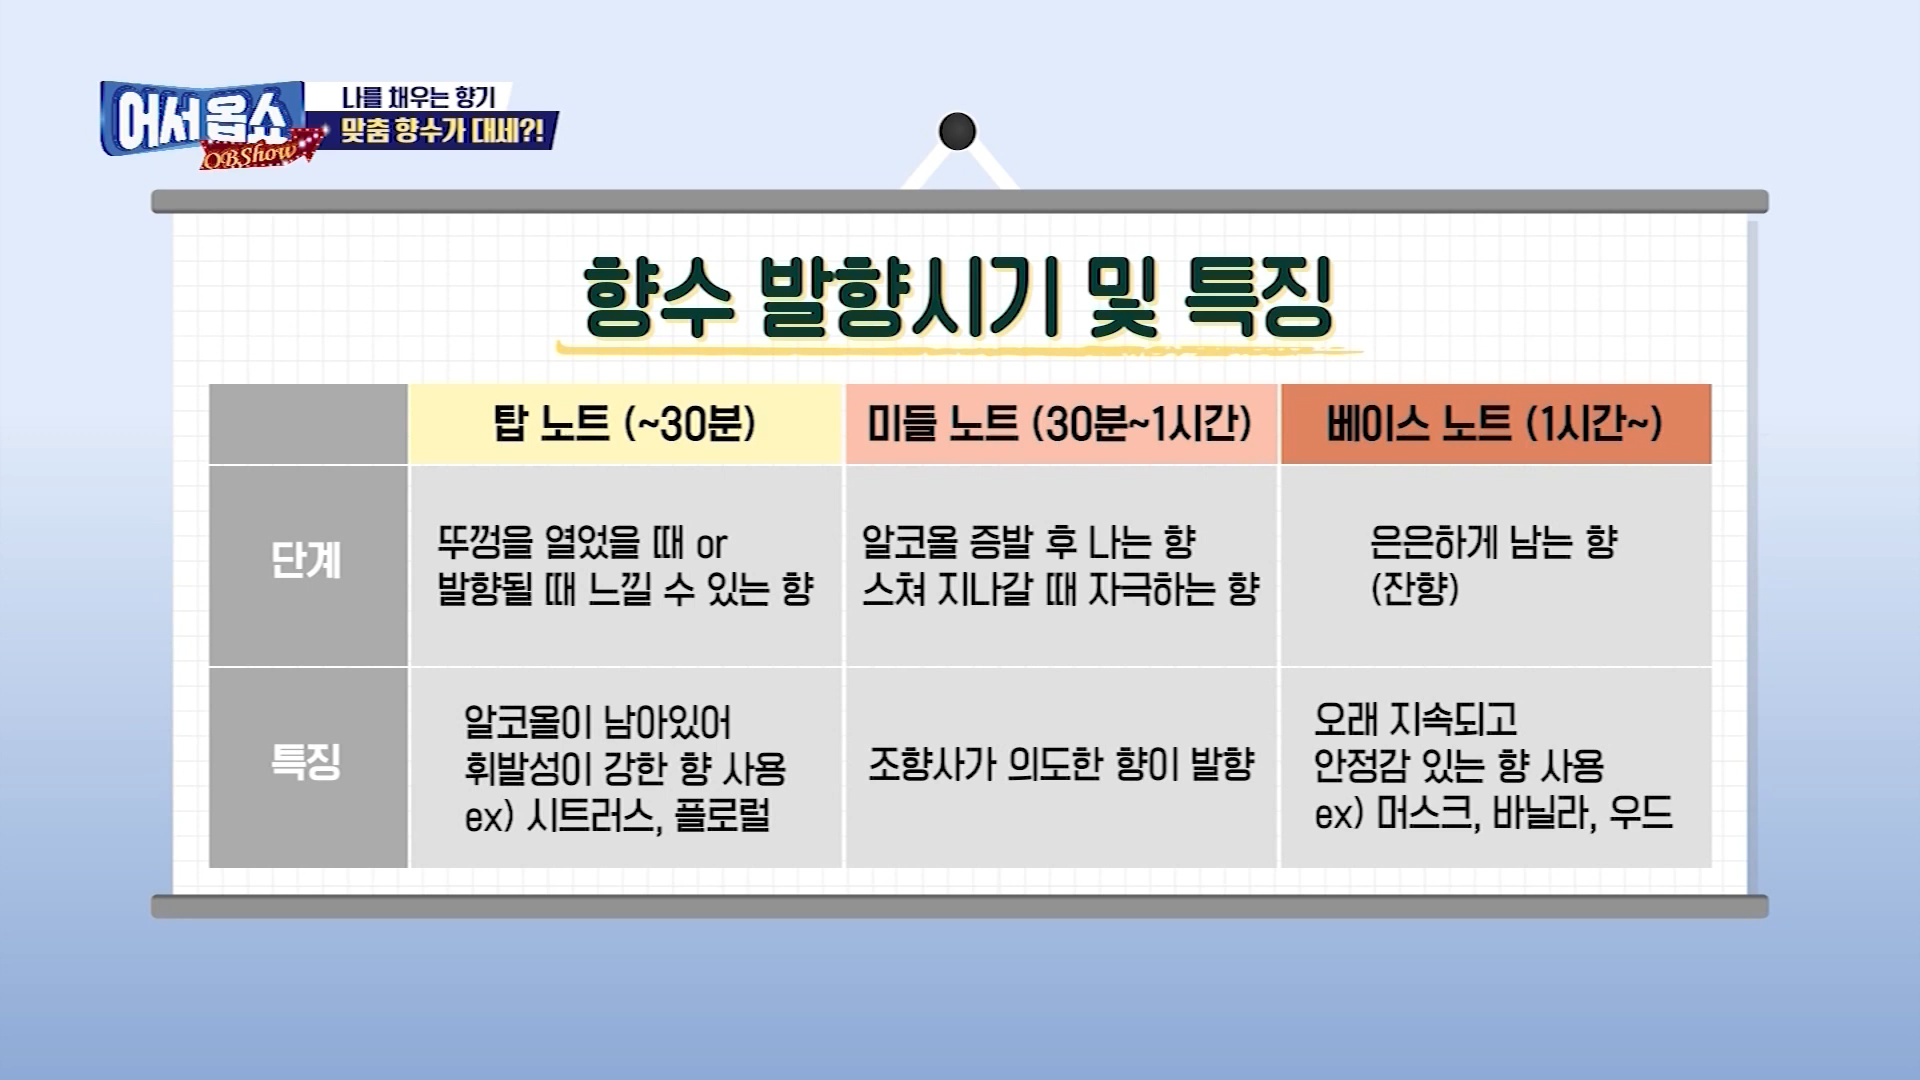 어서옵쇼
OBShow
나를 채우는 향기
맞춤 향수가 대세?!
향수 발향시기 및 특징
탑 노트 (~30분)
미들 노트 (30분~1시간)
베이스 노트 (1시간~)
단계
뚜껑을 열었을 때 or
발향될 때 느낄 수 있는 향
알코올 증발 후 나는 향
스쳐 지나갈 때 자극하는 향
은은하게 남는 향
(잔향)
특징
알코올이 남아있어
휘발성이 강한 향 사용
ex) 시트러스, 플로럴
조향사가 의도한 향이 발향
오래 지속되고
안정감 있는 향 사용
ex) 머스크, 바닐라, 우드